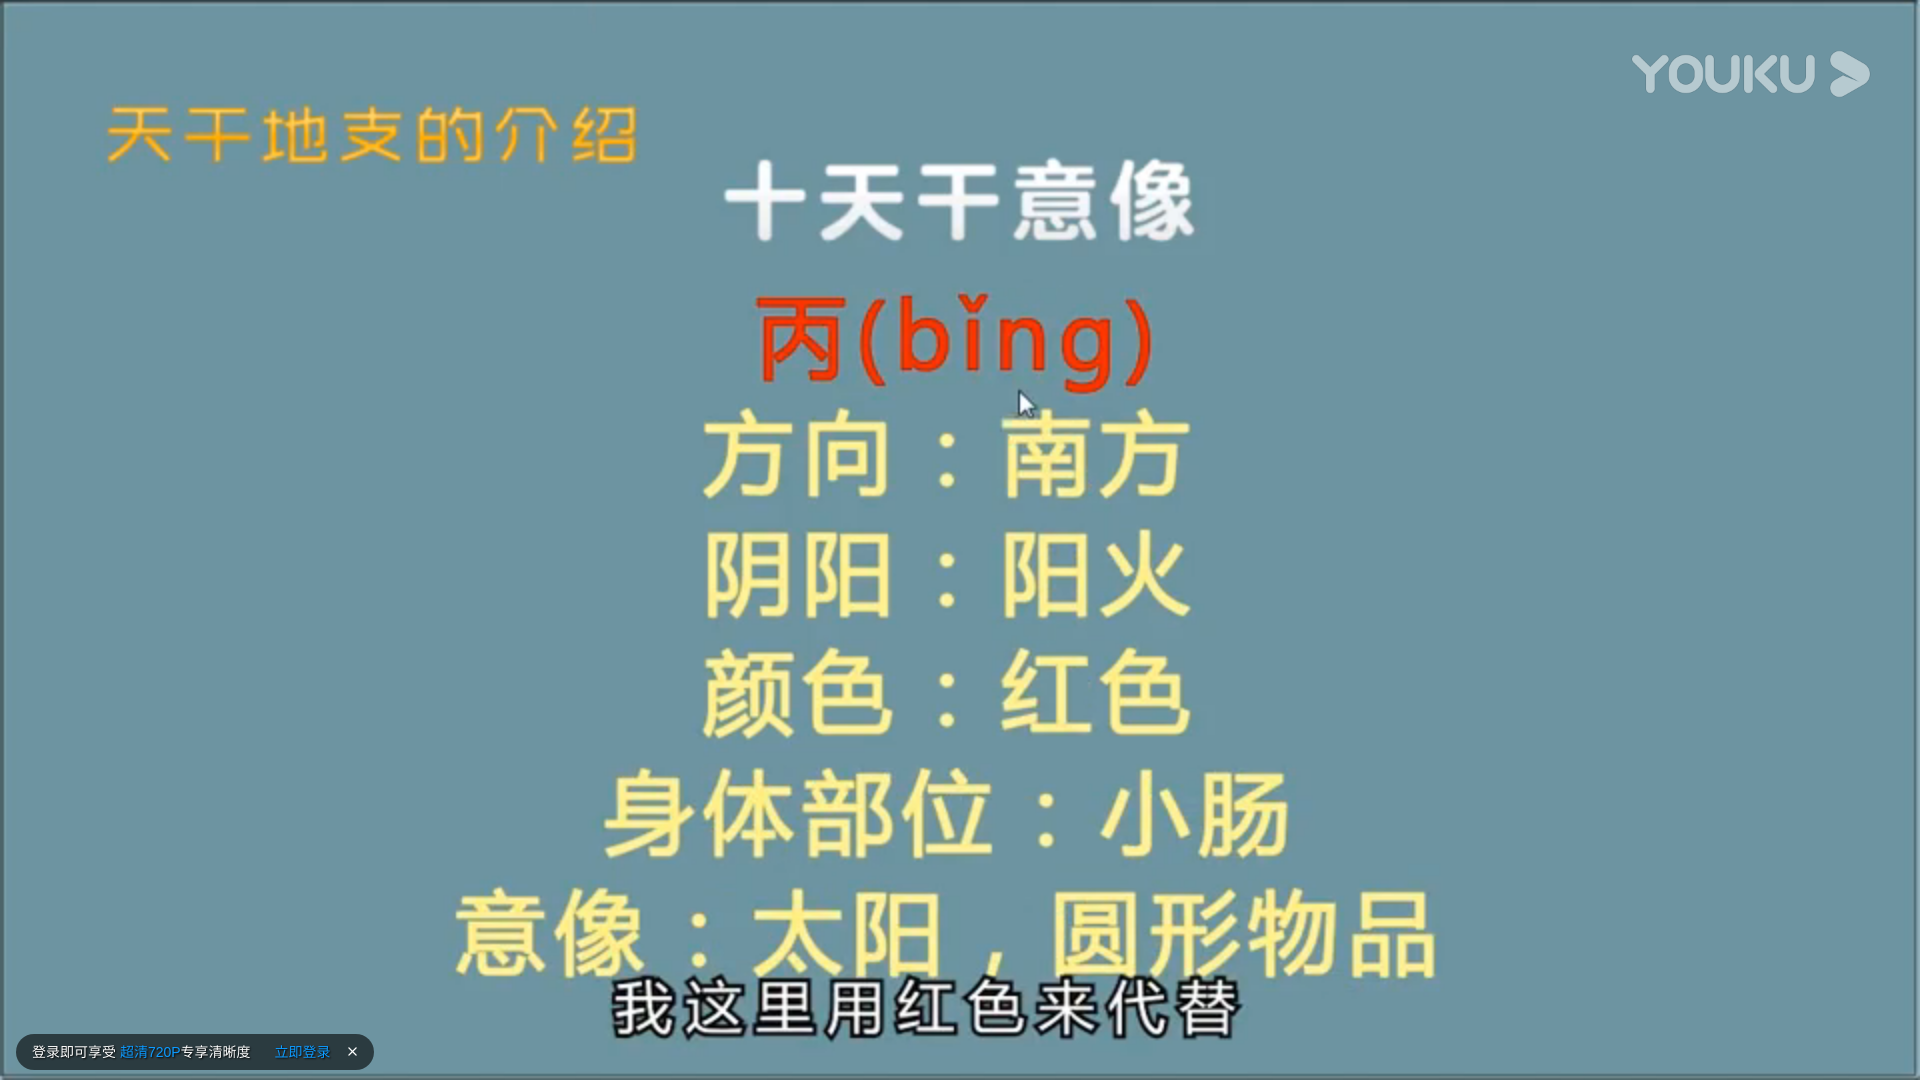 YOUKU
天干地支的介绍
十天干意像
丙(bǐng)
方向：南方
阴阳：阳火
颜色：红色
身体部位：小肠
意像：太阳，圆形物品
我这里用红色来代替
登录即可享受 超清720P专享清晰度 立即登录 ×